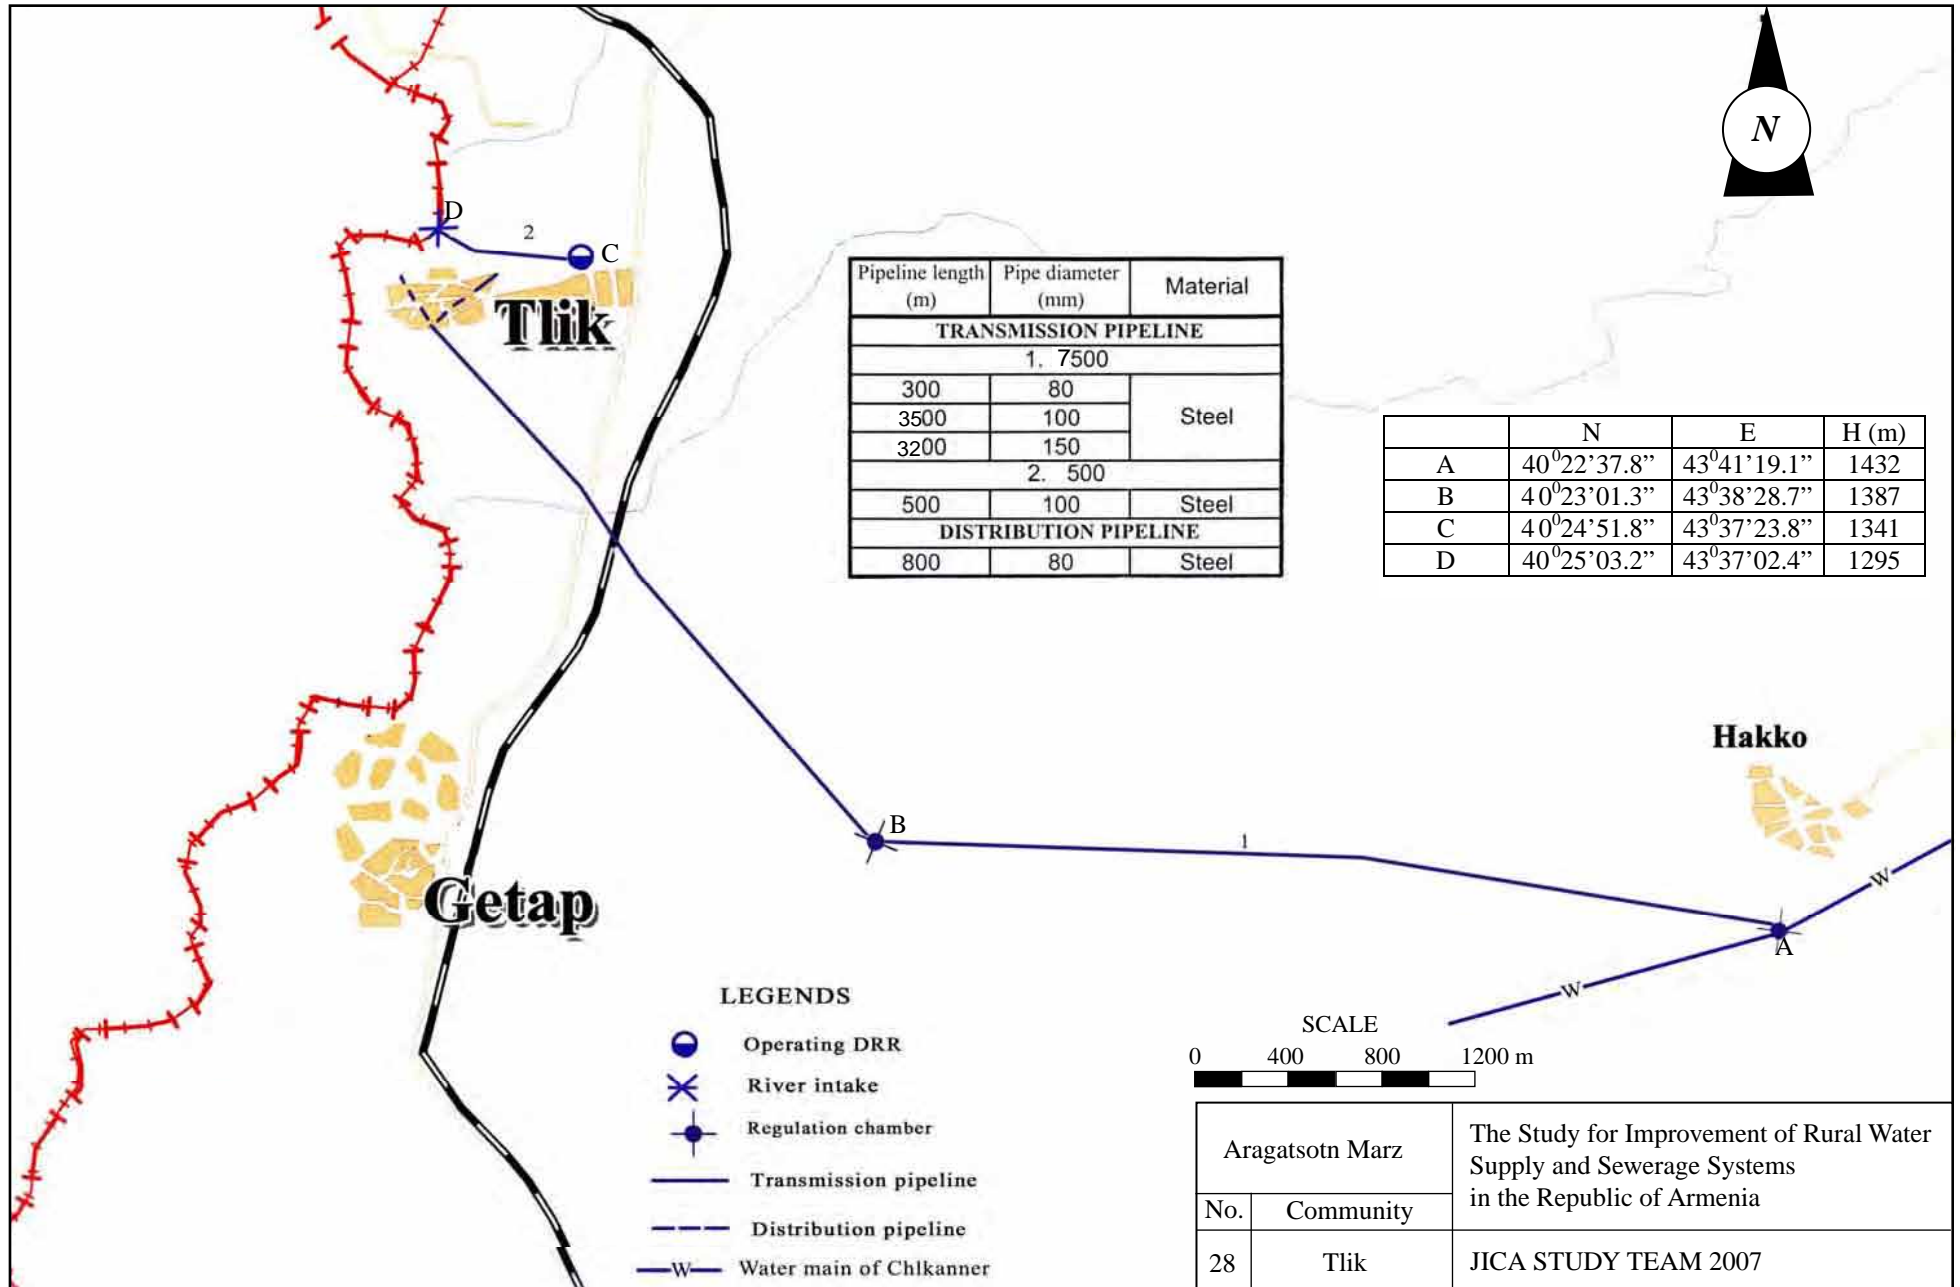 N
D
2
C
Tlik
Pipeline length (m) Pipe diameter (mm) Material
TRANSMISSION PIPELINE
1. 7500
300 80 Steel
3500 100
3200 150
2. 500
500 100 Steel
DISTRIBUTION PIPELINE
800 80 Steel
N E H (m)
A 40⁰22’37.8” 43⁰41’19.1” 1432
B 40⁰23’01.3” 43⁰38’28.7” 1387
C 40⁰24’51.8” 43⁰37’23.8” 1341
D 40⁰25’03.2” 43⁰37’02.4” 1295
Hakko
B
1
W
Getap
A
W
LEGENDS
Operating DRR
River intake
Regulation chamber
Transmission pipeline
Distribution pipeline
W Water main of Chlkanner
SCALE
0 400 800 1200 m
Aragatsotn Marz
The Study for Improvement of Rural Water
Supply and Sewerage Systems
in the Republic of Armenia
No. Community
28 Tlik
JICA STUDY TEAM 2007